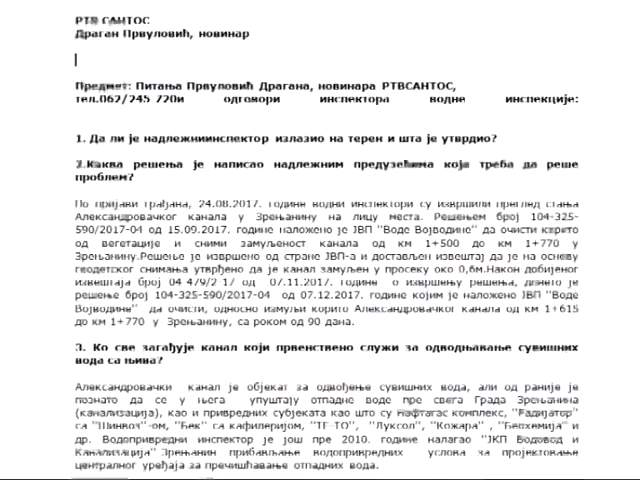 РТВ САНТОС
Драган Првуловић, новинар
Предмет: Питања Првуловић Драгана, новинара РТВСАНТОС,
тел.062/245 720и одговори инспектора водне инспекције:
1. Да ли је надлежниинспектор излазио на терен и шта је утврдио?
2.Каква решења је написао надлежним предузећима која треба да реше
проблем?
По пријави грађана, 24.08.2017. године водни инспектори су извршили преглед стања
Александровачког канала у Зрењанину на лицу места. Решењем број 104-325-
590/2017-04 од 15.09.2017. године наложено је ЈВП "Воде Војводине" да очисти корито
од вегетације и сними замуљеност канала од км 1+500 до км 1+770 у
Зрењанину.Решење је извршено од стране ЈВП-а и достављен извештај да је на основу
геодетског снимања утврђено да је канал замуљен у просеку око 0,6м.Након добијеног
извештаја број 04 479/2-17 од 07.11.2017. године о извршењу решења, донето је
решење број 104-325-590/2017-04 од 07.12.2017. године којим је наложено ЈВП "Воде
Војводине" да очисти, односно измуљи корито Александровачког канала од км 1+615
до км 1+770 у Зрењанину, са роком од 90 дана.
3. Ко све загађује канал који првенствено служи за одводњавање сувишних
вода са њива?
Александровачки канал је објекат за одвођење сувишних вода, али од раније је
познато да се у њега упуштају отпадне воде пре свега Града Зрењанина
(канализација), као и привредних субјеката као што су Нафтагас комплекс, "Радијатор"
са "Шинвоз"-ом, "Бек" са кафилеријом, "ТЕ-ТО", "Луксол", "Кожара" , "Беохемија" и
др. Водопривредни инспектор је још пре 2010. године налагао "ЈКП Водовод и
Канализација" Зрењанин прибављање водопривредних услова за пројектовање
централног уређаја за пречишћавање отпадних вода.